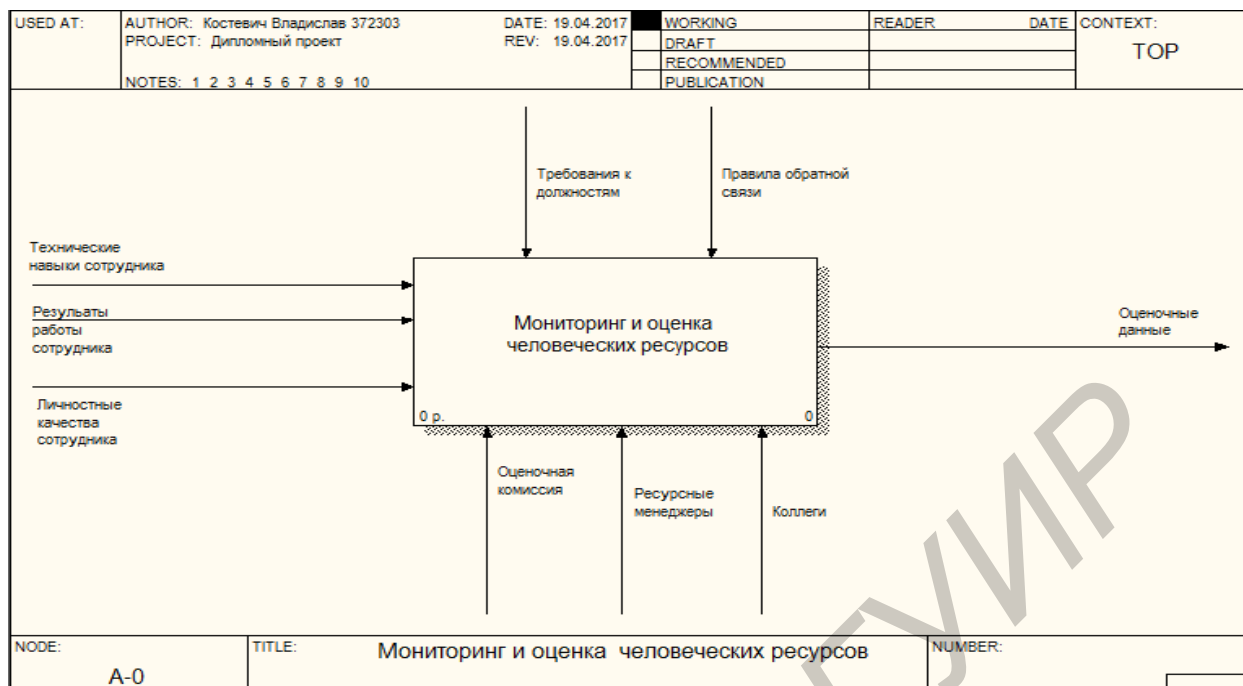 USED AT:
AUTHOR: Костевич Владислав 372303
DATE: 19.04.2017
PROJECT: Дипломный проект
REV: 19.04.2017
NOTES: 1 2 3 4 5 6 7 8 9 10
WORKING
DRAFT
RECOMMENDED
PUBLICATION
READER
DATE
CONTEXT:
TOP
Требования к
должностям
Правила обратной
связи
Технические
навыки сотрудника
Резульаты
работы
сотрудника
Личностные
качества
сотрудника
Мониторинг и оценка
человеческих ресурсов
0 р.
0
Оценочные
данные
Оценочная
комиссия
Ресурсные
менеджеры
Коллеги
ГУИР
NODE:
A-0
TITLE:
Мониторинг и оценка человеческих ресурсов
NUMBER: